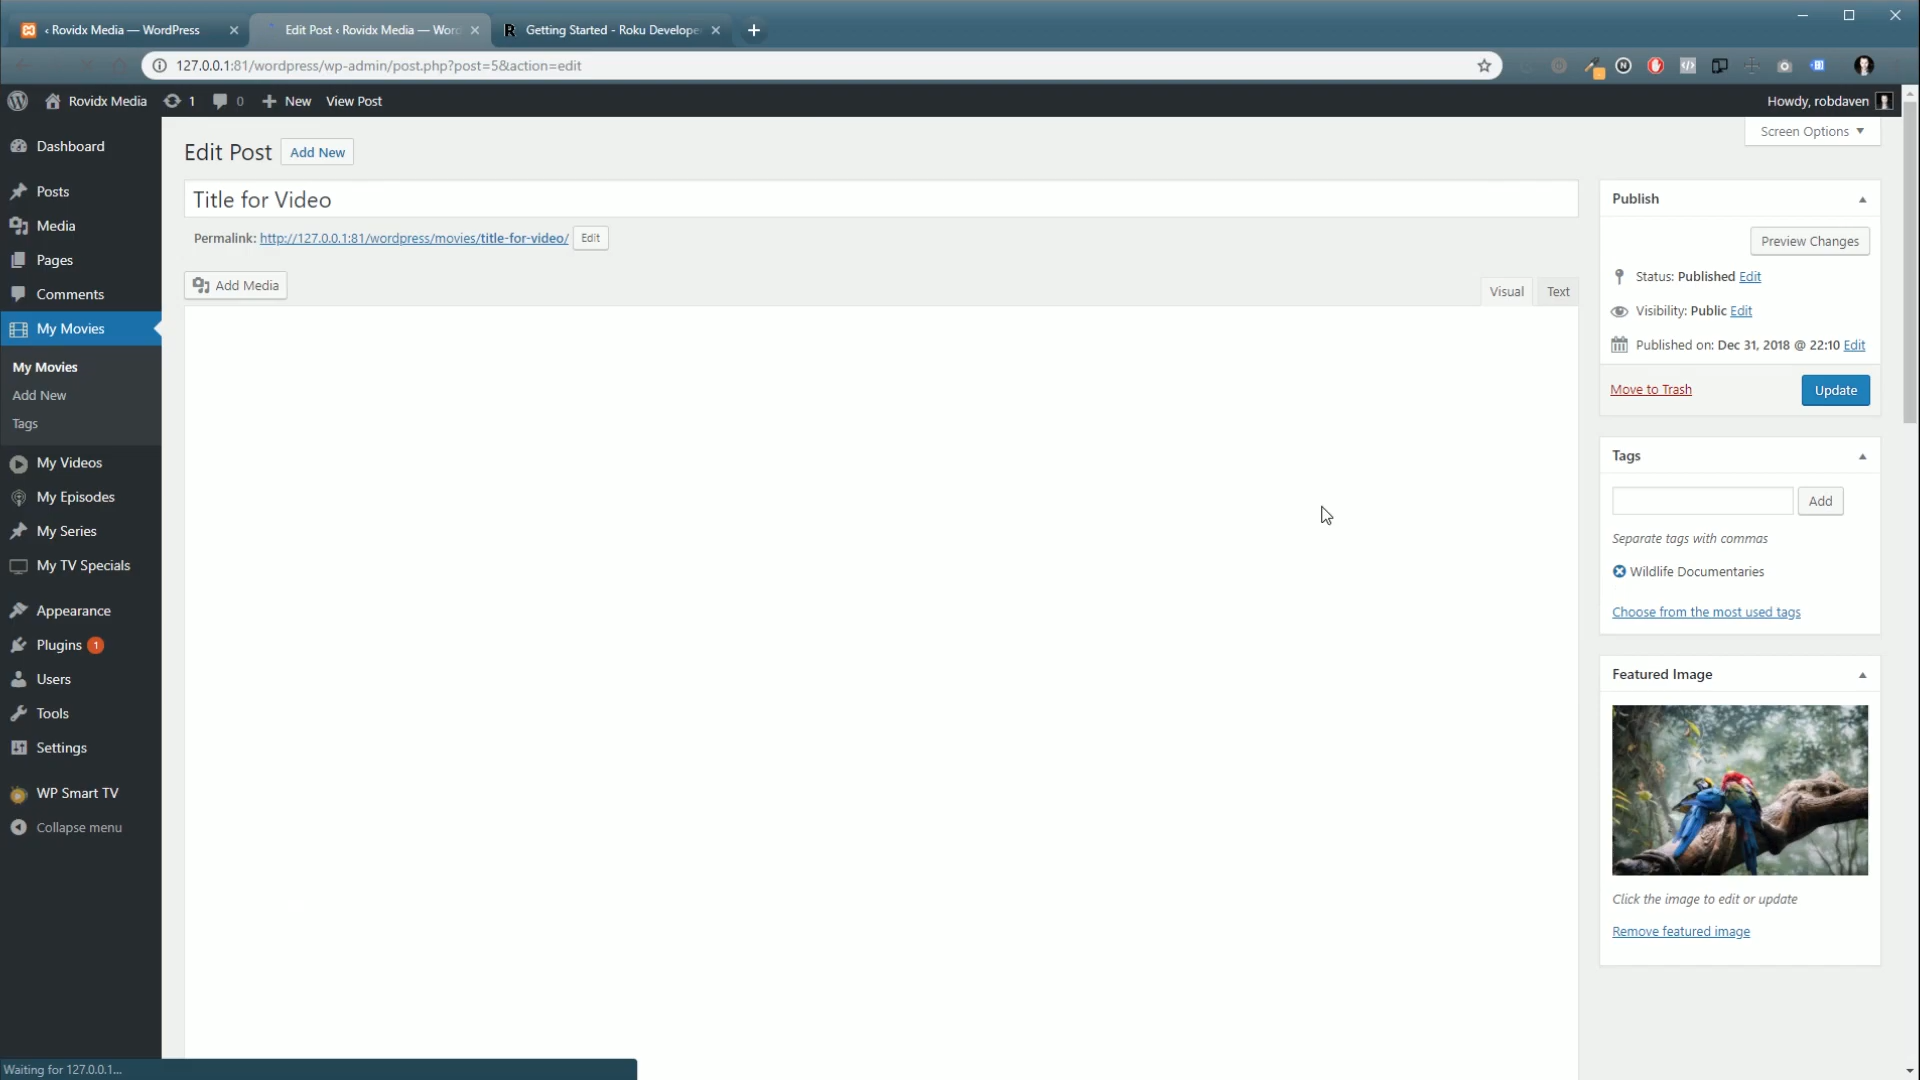 ‹ Rovidx Media — WordPress
Edit Post ‹ Rovidx Media — Word
Getting Started - Roku Develope
127.0.0.1:81/wordpress/wp-admin/post.php?post=5&action=edit
Rovidx Media
1
0
New
View Post
Howdy, robdaven
Screen Options
Dashboard
Posts
Media
Pages
Comments
My Movies
My Movies
Add New
Tags
My Videos
My Episodes
My Series
My TV Specials
Appearance
Plugins 1
Users
Tools
Settings
WP Smart TV
Collapse menu
Edit Post
Add New
Title for Video
Permalink: http://127.0.0.1:81/wordpress/movies/title-for-video/ Edit
Add Media
Visual
Text
Publish
Preview Changes
Status: Published Edit
Visibility: Public Edit
Published on: Dec 31, 2018 @ 22:10 Edit
Move to Trash
Update
Tags
Add
Separate tags with commas
Wildlife Documentaries
Choose from the most used tags
Featured Image
Click the image to edit or update
Remove featured image
Waiting for 127.0.0.1...